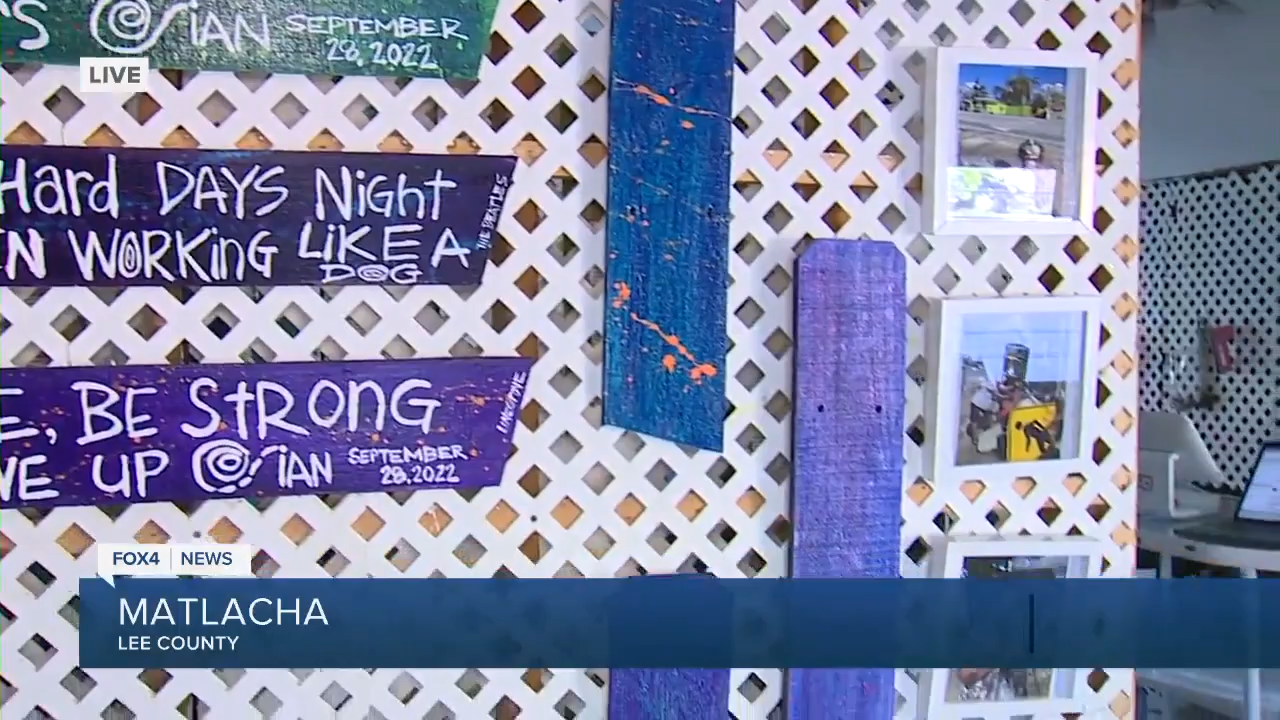 S IAN SEPTEMBER
28, 2022
LIVE
Hard DAYS Night
N WORKING LIKE A
DOG
THE BEATLES
E, BE STRONG
VE UP IAN SEPTEMBER
28, 2022
FOX4 NEWS
MATLACHA
LEE COUNTY